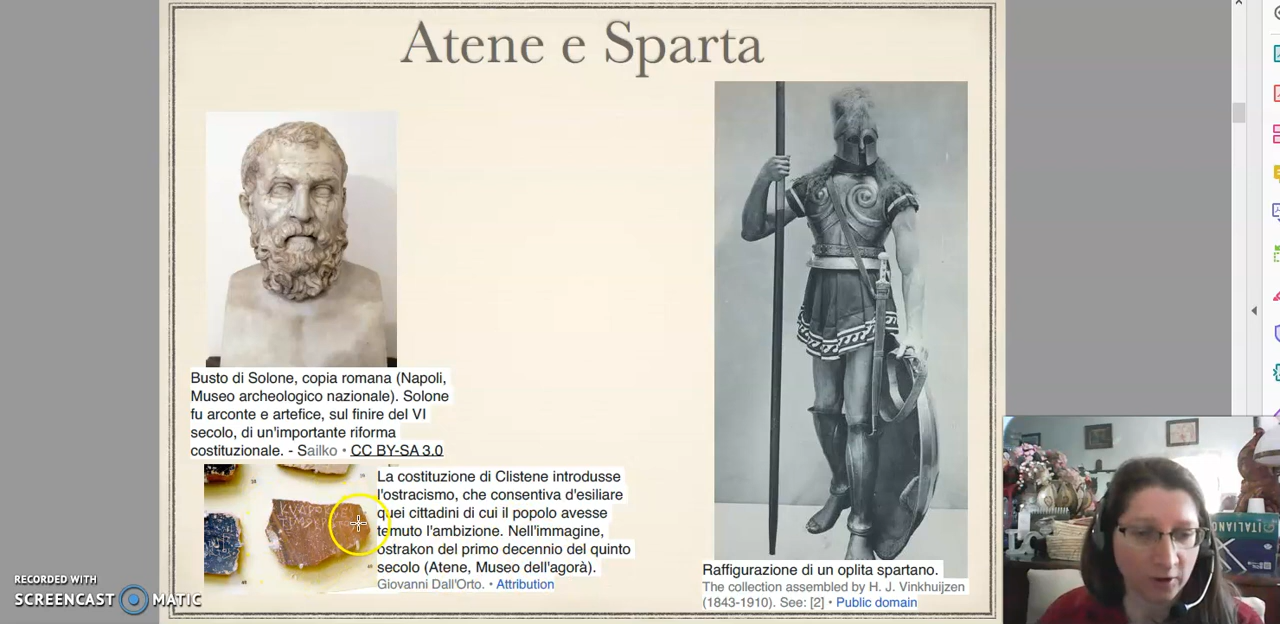 Atene e Sparta
Busto di Solone, copia romana (Napoli,
Museo archeologico nazionale). Solone
fu arconte e artefice, sul finire del VI
secolo, di un'importante riforma
costituzionale. - Sailko • CC BY-SA 3.0
La costituzione di Clistene introdusse
l'ostracismo, che consentiva d'esiliare
quei cittadini di cui il popolo avesse
temuto l'ambizione. Nell'immagine,
ostrakon del primo decennio del quinto
secolo (Atene, Museo dell'agorà).
Giovanni Dall'Orto. • Attribution
Raffigurazione di un oplita spartano.
The collection assembled by H. J. Vinkhuijzen
(1843-1910). See: [2] • Public domain
RECORDED WITH
SCREENCAST MATIC
ITALIANO